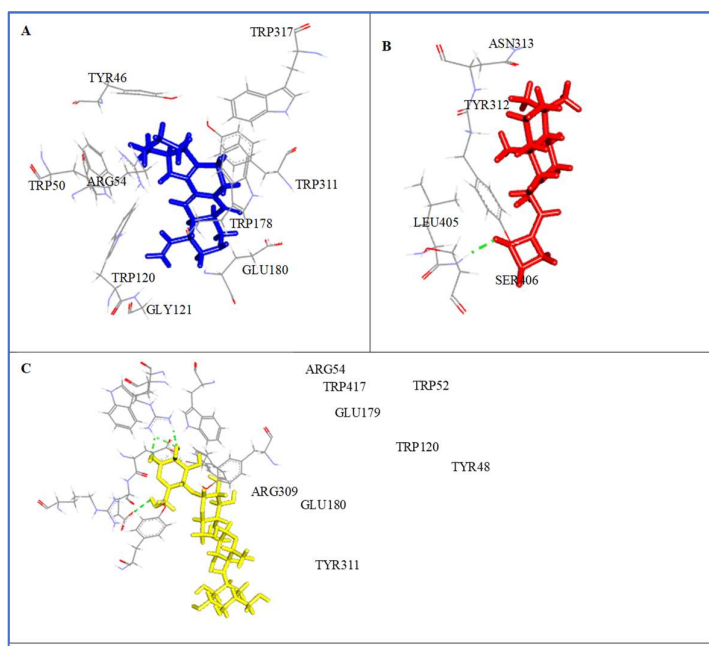 A
TRP317
TYR46
TRP50
ARG54
TRP311
TRP178
TRP120
GLU180
GLY121
B
ASN313
TYR312
LEU405
SER406
C
ARG54
TRP417
TRP52
GLU179
TRP120
TYR48
ARG309
GLU180
TYR311